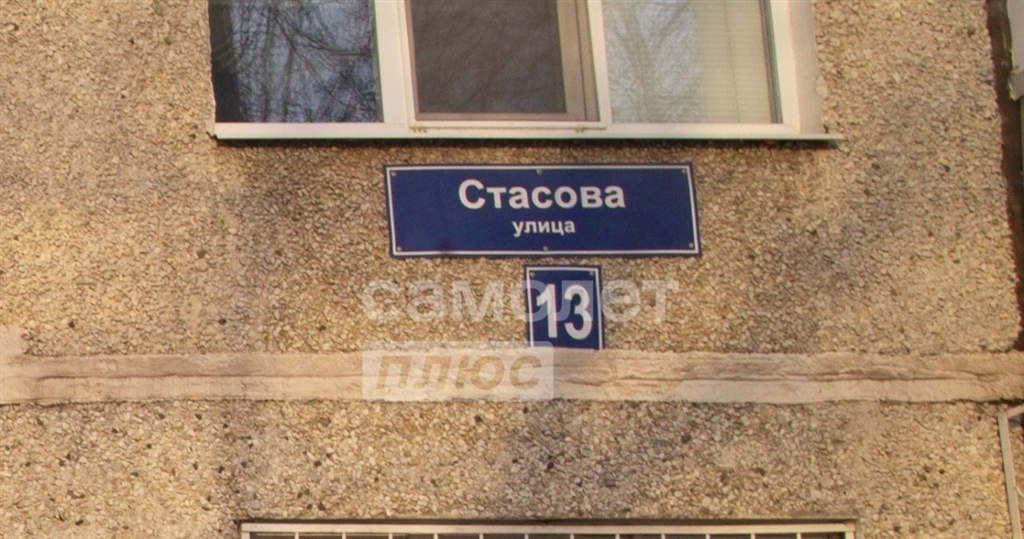 Стасова
улица
13
самолет
плюс